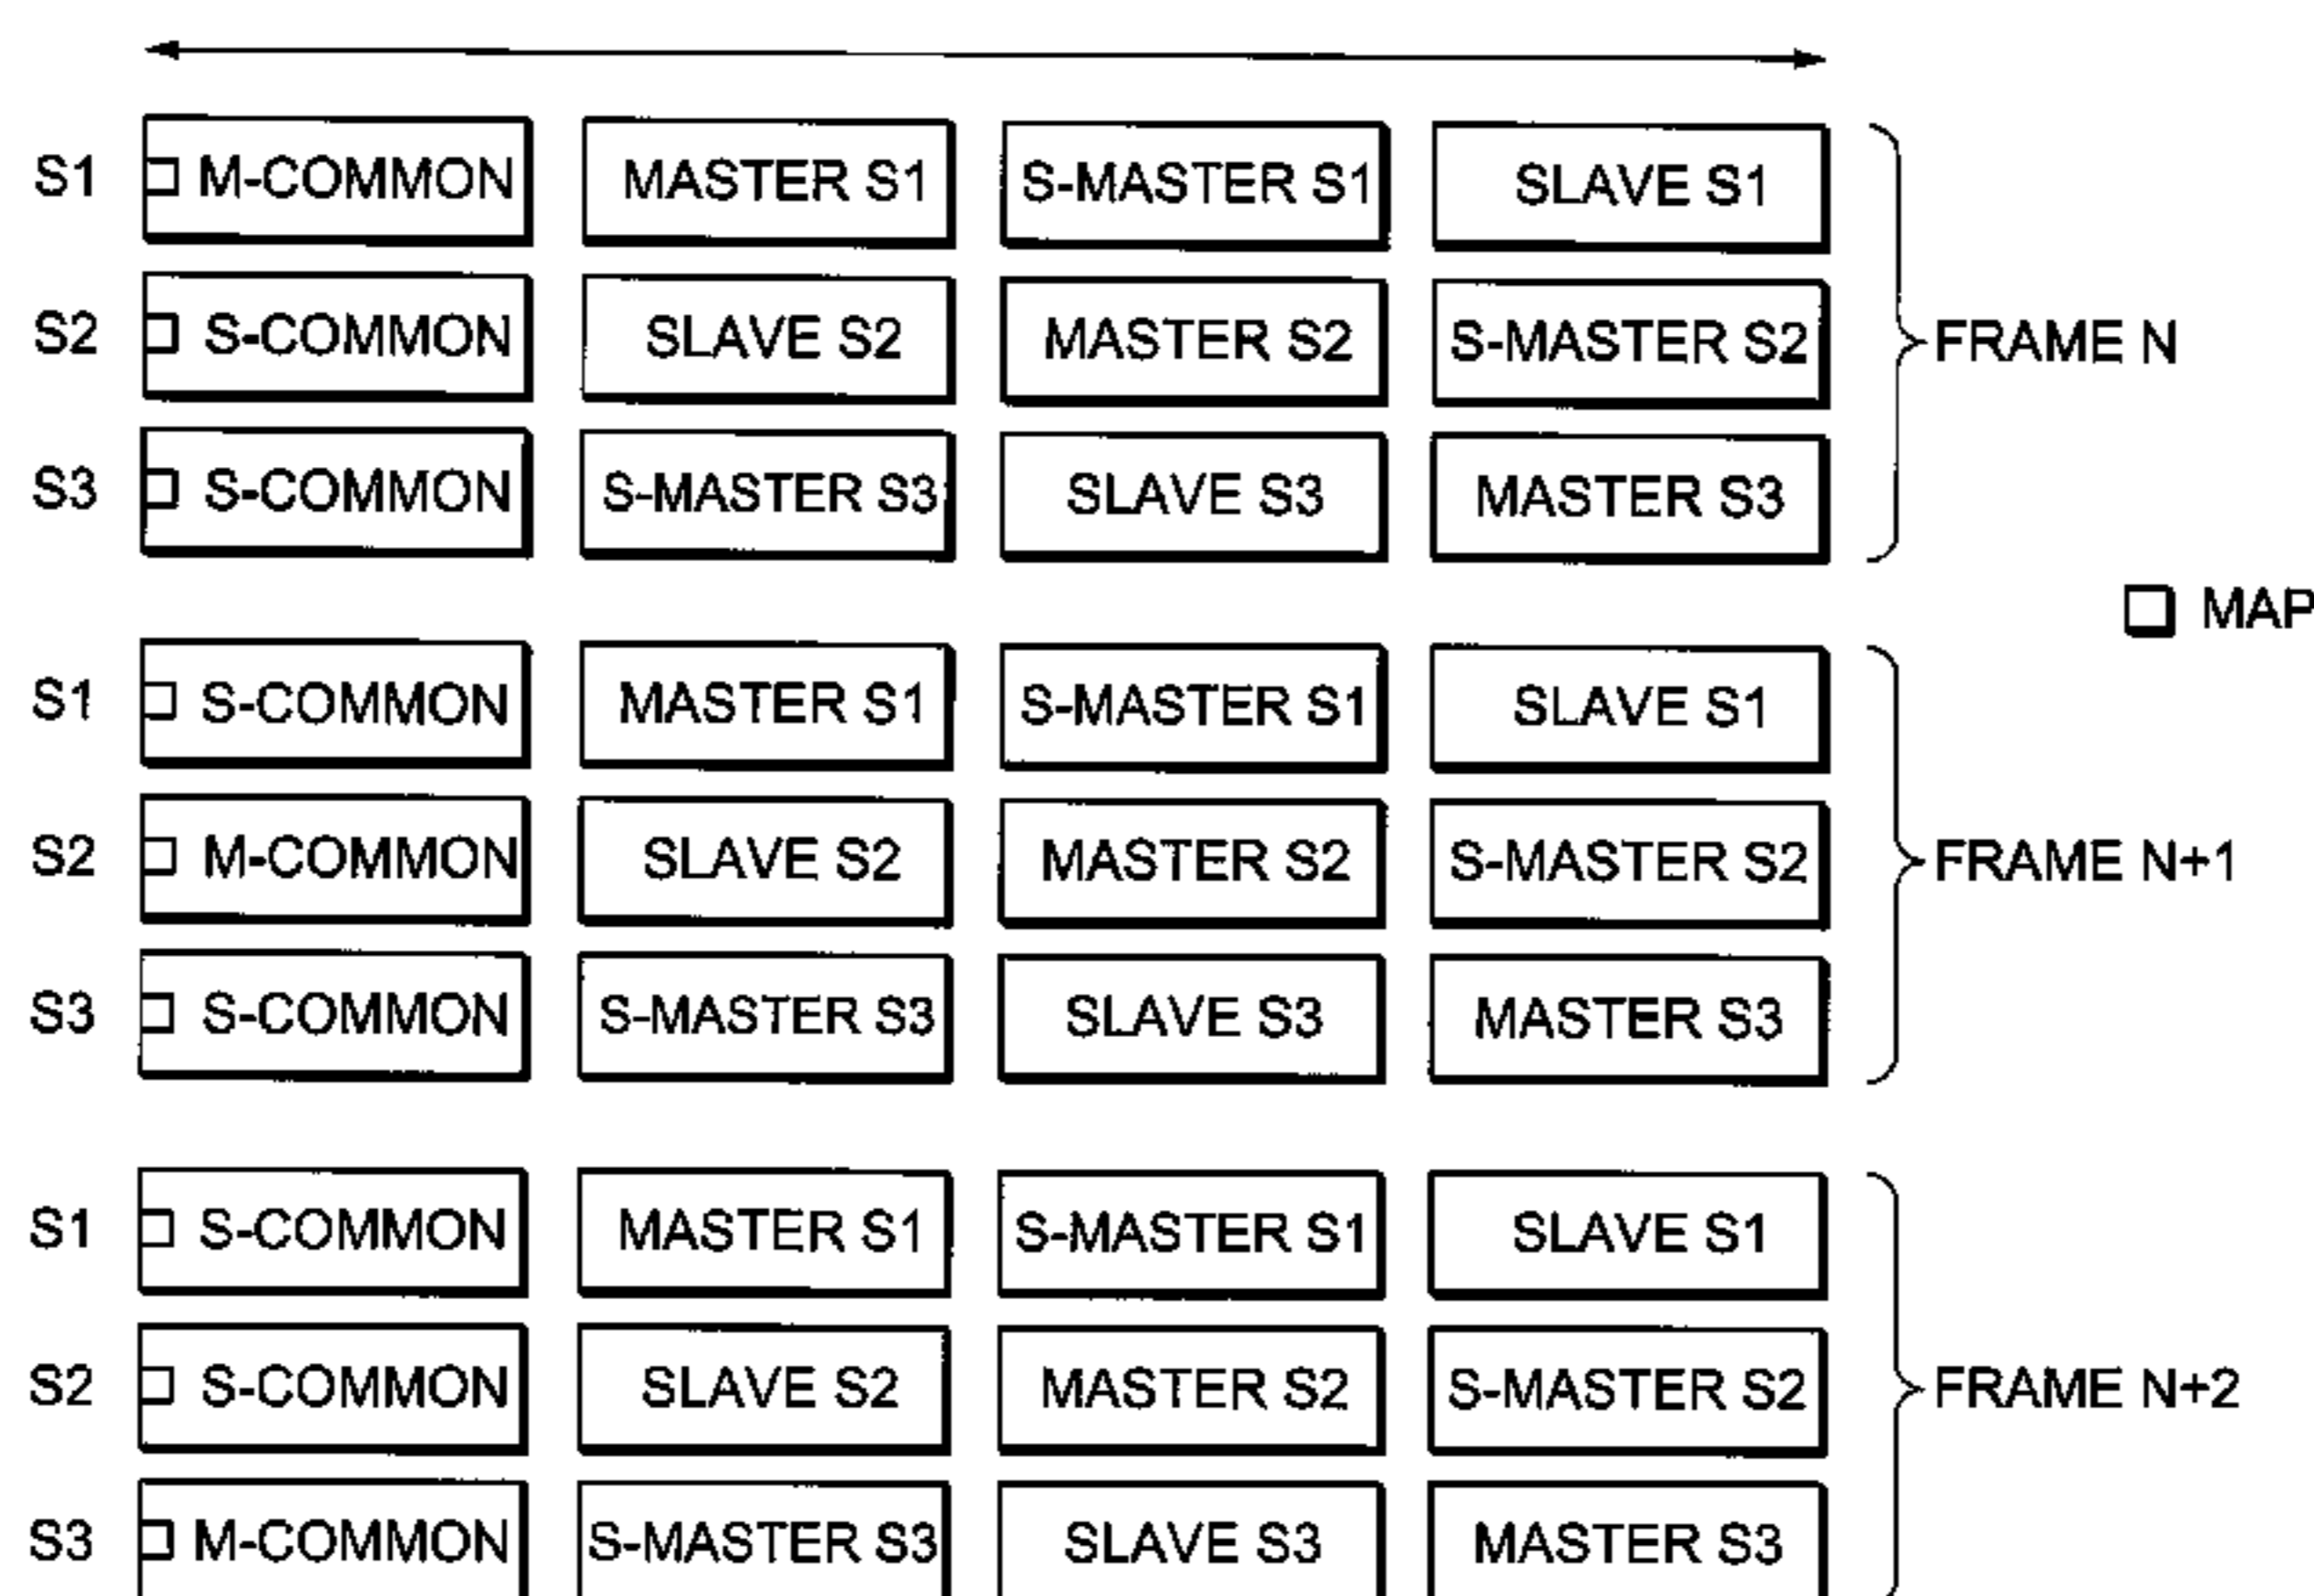 S1 M-COMMON MASTER S1 S-MASTER S1 SLAVE S1
S2 S-COMMON SLAVE S2 MASTER S2 S-MASTER S2 FRAME N
S3 S-COMMON S-MASTER S3 SLAVE S3 MASTER S3
MAP
S1 S-COMMON MASTER S1 S-MASTER S1 SLAVE S1
S2 M-COMMON SLAVE S2 MASTER S2 S-MASTER S2 FRAME N+1
S3 S-COMMON S-MASTER S3 SLAVE S3 MASTER S3
S1 S-COMMON MASTER S1 S-MASTER S1 SLAVE S1
S2 S-COMMON SLAVE S2 MASTER S2 S-MASTER S2 FRAME N+2
S3 M-COMMON S-MASTER S3 SLAVE S3 MASTER S3